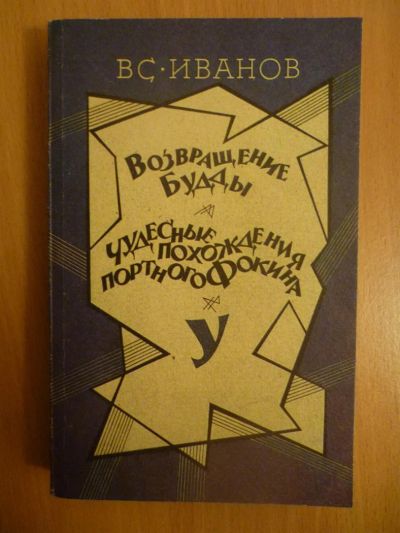 ВС·ИВАНОВ
ВОЗВРАЩЕНИЕ
БУДДЫ
ЧУДЕСНЫЕ
ПОХОЖДЕНИЯ
ПОРТНОГО ФОКИНА
У